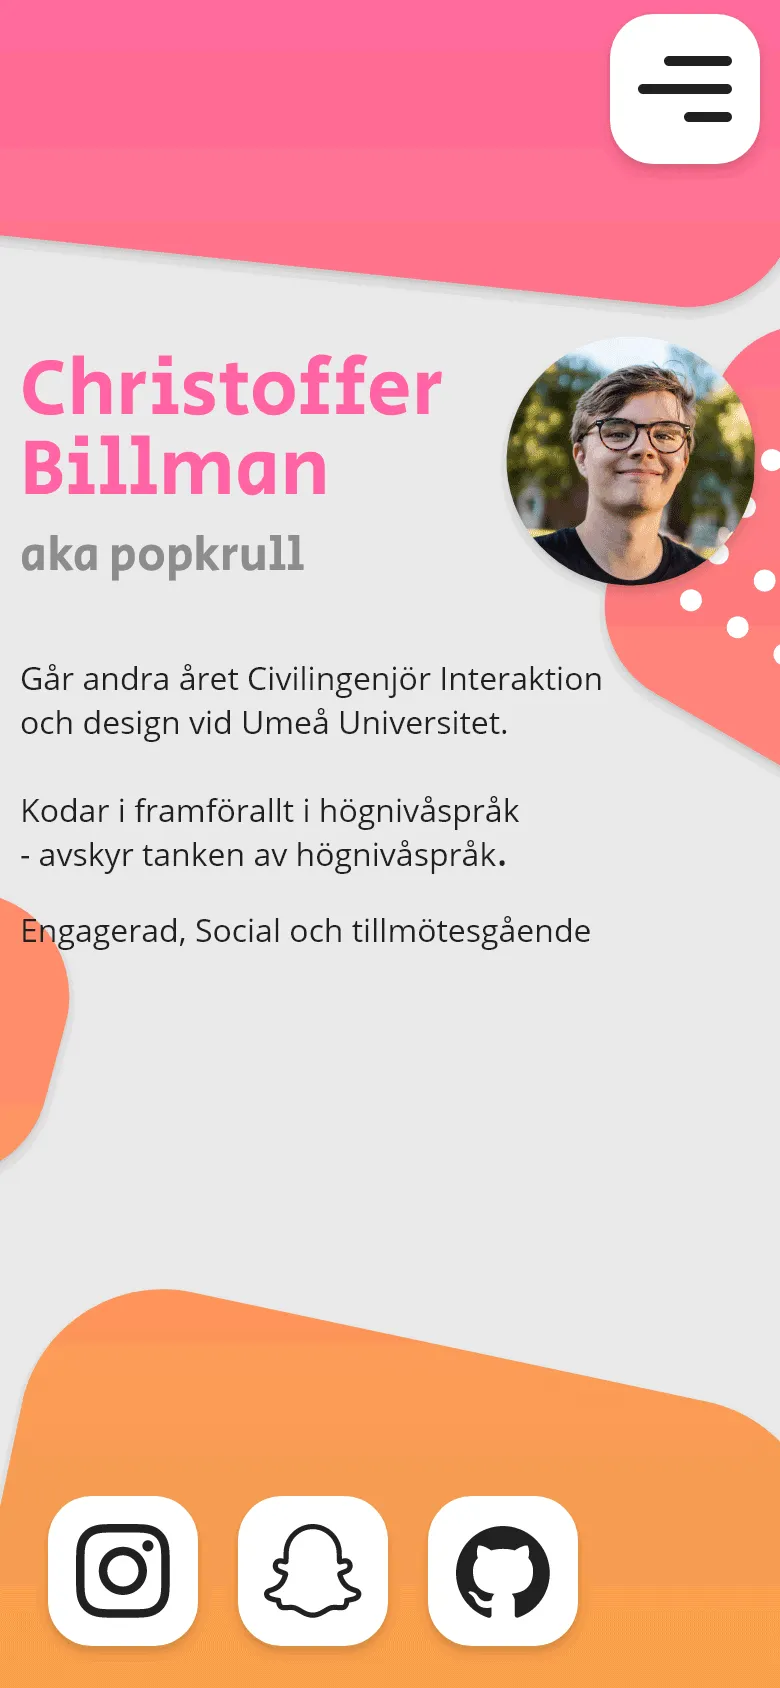 Christoffer
Billman
aka popkrull
Går andra året Civilingenjör Interaktion
och design vid Umeå Universitet.
Kodar i framförallt i högnivåspråk
- avskyr tanken av högnivåspråk.
Engagerad, Social och tillmötesgående